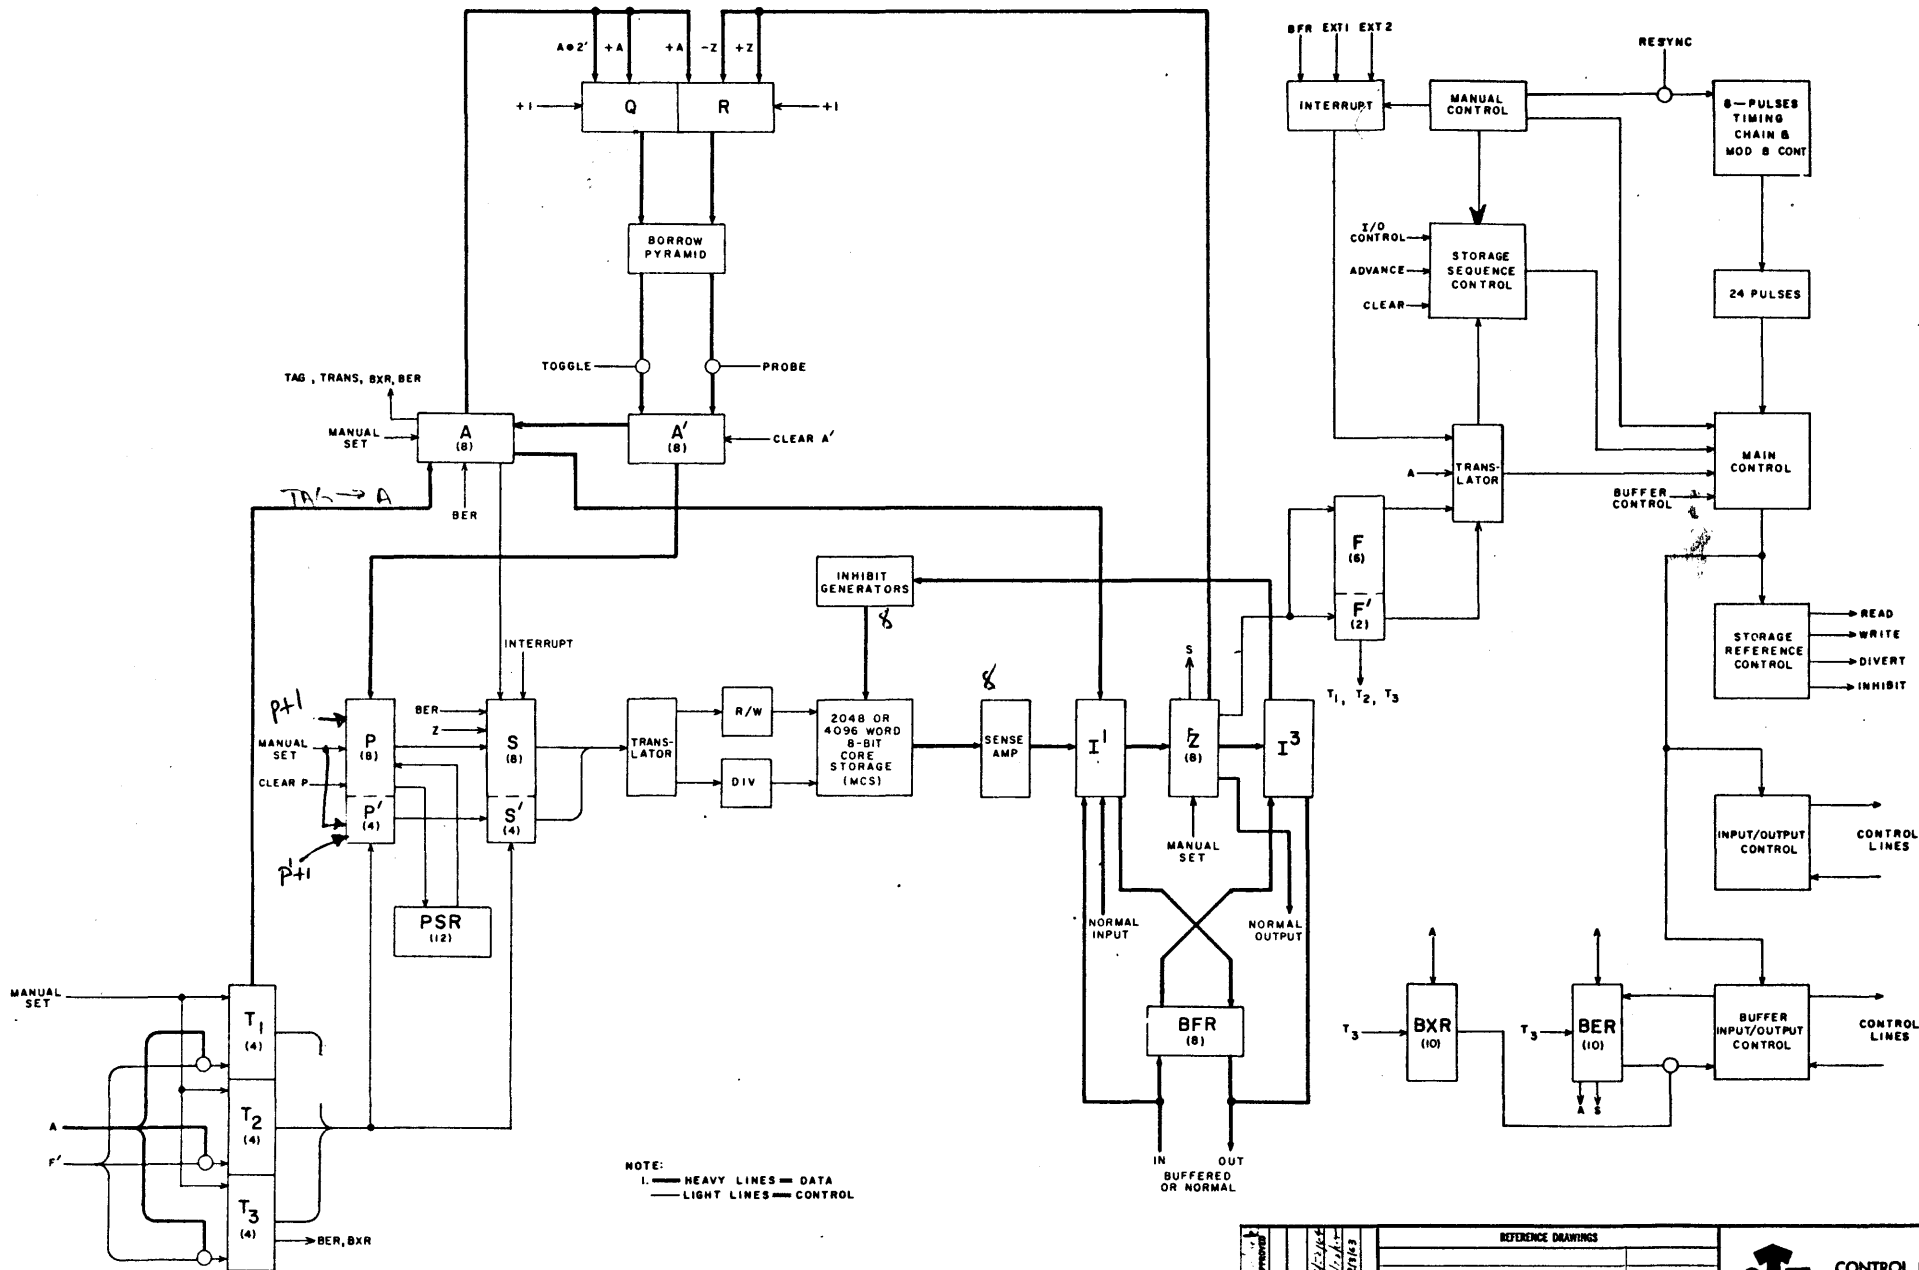 A•2'
+A
+A
-Z
+Z
+1
Q
R
+1
BORROW
PYRAMID
TOGGLE
PROBE
TAG, TRANS, BXR, BER
MANUAL
SET
A
(8)
A'
(8)
CLEAR A'
TAG → A
BER
BFR EXT1 EXT2
RESYNC
INTERRUPT
MANUAL
CONTROL
6—PULSES
TIMING
CHAIN &
MOD 8 CONT
I/O
CONTROL
ADVANCE
CLEAR
STORAGE
SEQUENCE
CONTROL
24 PULSES
A
TRANS-
LATOR
MAIN
CONTROL
BUFFER
CONTROL
F
(6)
F'
(2)
T1, T2, T3
STORAGE
REFERENCE
CONTROL
READ
WRITE
DIVERT
INHIBIT
INHIBIT
GENERATORS
8
INTERRUPT
P+1
MANUAL
SET
CLEAR P
P
(8)
P'
(4)
P'+1
BER
Z
S
(8)
S'
(4)
TRANS-
LATOR
R/W
DIV
2048 OR
4096 WORD
8-BIT
CORE
STORAGE
(MCS)
8
SENSE
AMP
I1
S
Z
(8)
I3
MANUAL
SET
NORMAL
INPUT
NORMAL
OUTPUT
PSR
(12)
INPUT/OUTPUT
CONTROL
CONTROL
LINES
MANUAL
SET
T1
(4)
T2
(4)
T3
(4)
A
F'
BER, BXR
BFR
(8)
IN
OUT
BUFFERED
OR NORMAL
A
T3
BXR
(10)
A
T3
BER
(10)
A
S
BUFFER
INPUT/OUTPUT
CONTROL
CONTROL
LINES
NOTE:
1. HEAVY LINES = DATA
LIGHT LINES = CONTROL
APPROVED
REFERENCE DRAWINGS
CONTROL